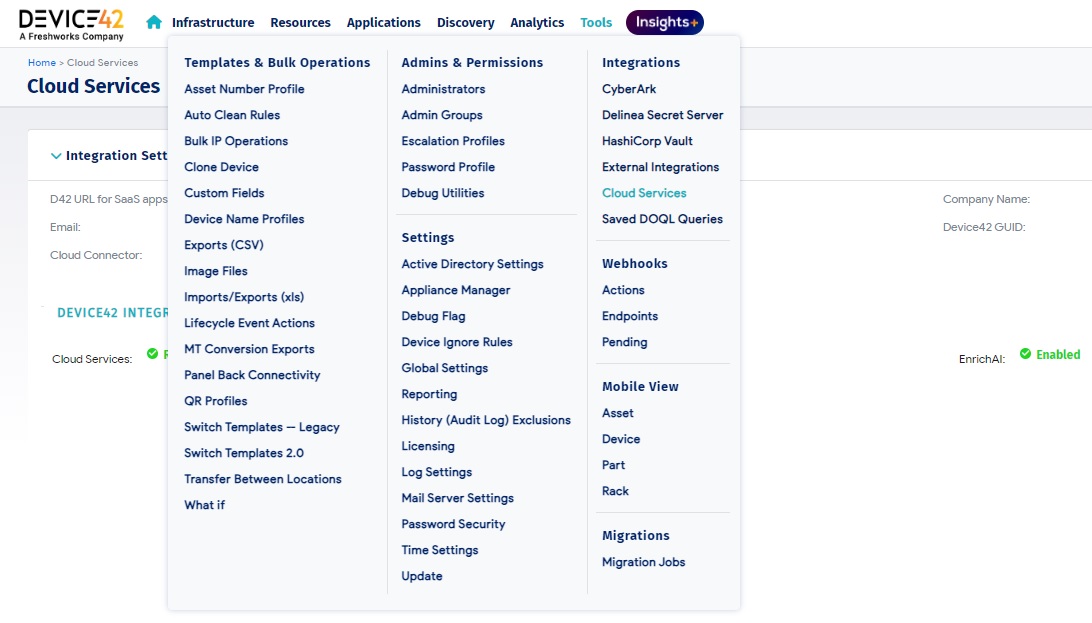 DEVICE42
A Freshworks Company
Infrastructure Resources Applications Discovery Analytics Tools Insights+
Home > Cloud Services
Cloud Services
Integration Sett
D42 URL for SaaS apps
Email:
Cloud Connector:
DEVICE42 INTEGR
Cloud Services: R
Templates & Bulk Operations
Asset Number Profile
Auto Clean Rules
Bulk IP Operations
Clone Device
Custom Fields
Device Name Profiles
Exports (CSV)
Image Files
Imports/Exports (xls)
Lifecycle Event Actions
MT Conversion Exports
Panel Back Connectivity
QR Profiles
Switch Templates — Legacy
Switch Templates 2.0
Transfer Between Locations
What if
Admins & Permissions
Administrators
Admin Groups
Escalation Profiles
Password Profile
Debug Utilities
Settings
Active Directory Settings
Appliance Manager
Debug Flag
Device Ignore Rules
Global Settings
Reporting
History (Audit Log) Exclusions
Licensing
Log Settings
Mail Server Settings
Password Security
Time Settings
Update
Integrations
CyberArk
Delinea Secret Server
HashiCorp Vault
External Integrations
Cloud Services
Saved DOQL Queries
Webhooks
Actions
Endpoints
Pending
Mobile View
Asset
Device
Part
Rack
Migrations
Migration Jobs
Company Name:
Device42 GUID:
EnrichAI: Enabled